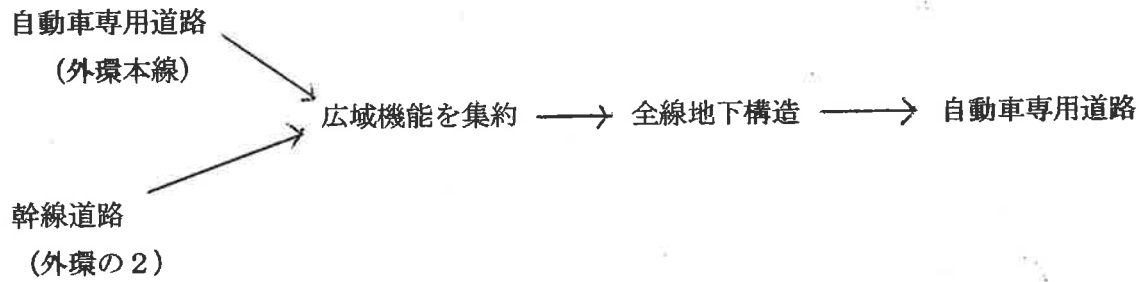 自動車専用道路
(外環本線)
広域機能を集約 → 全線地下構造 → 自動車専用道路
幹線道路
(外環の2)